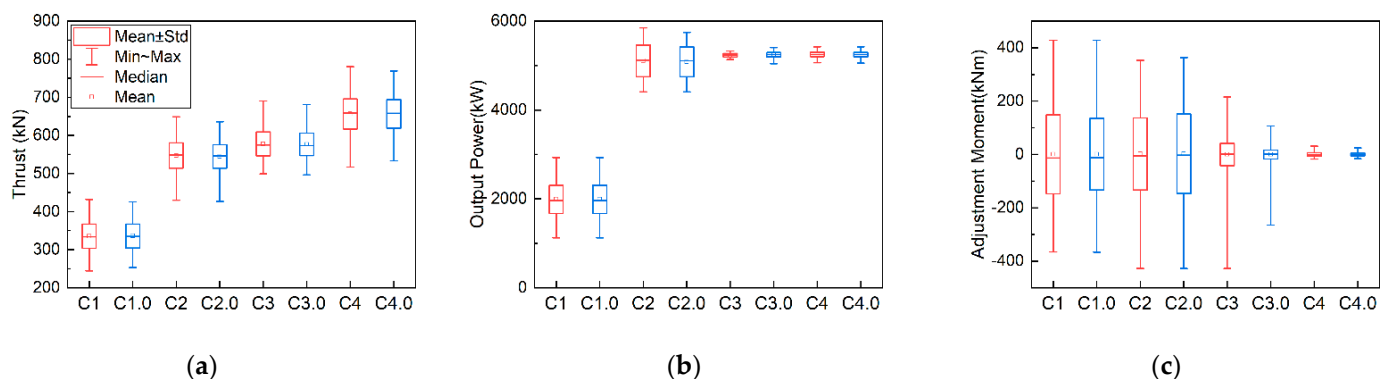 900
800
700
600
500
400
300
200
Thrust (kN)
Mean±Std
Min~Max
Median
Mean
C1 C1.0 C2 C2.0 C3 C3.0 C4 C4.0
(a)
6000
4000
2000
0
Output Power(kW)
C1 C1.0 C2 C2.0 C3 C3.0 C4 C4.0
(b)
400
200
0
-200
-400
Adjustment Moment(kNm)
C1 C1.0 C2 C2.0 C3 C3.0 C4 C4.0
(c)